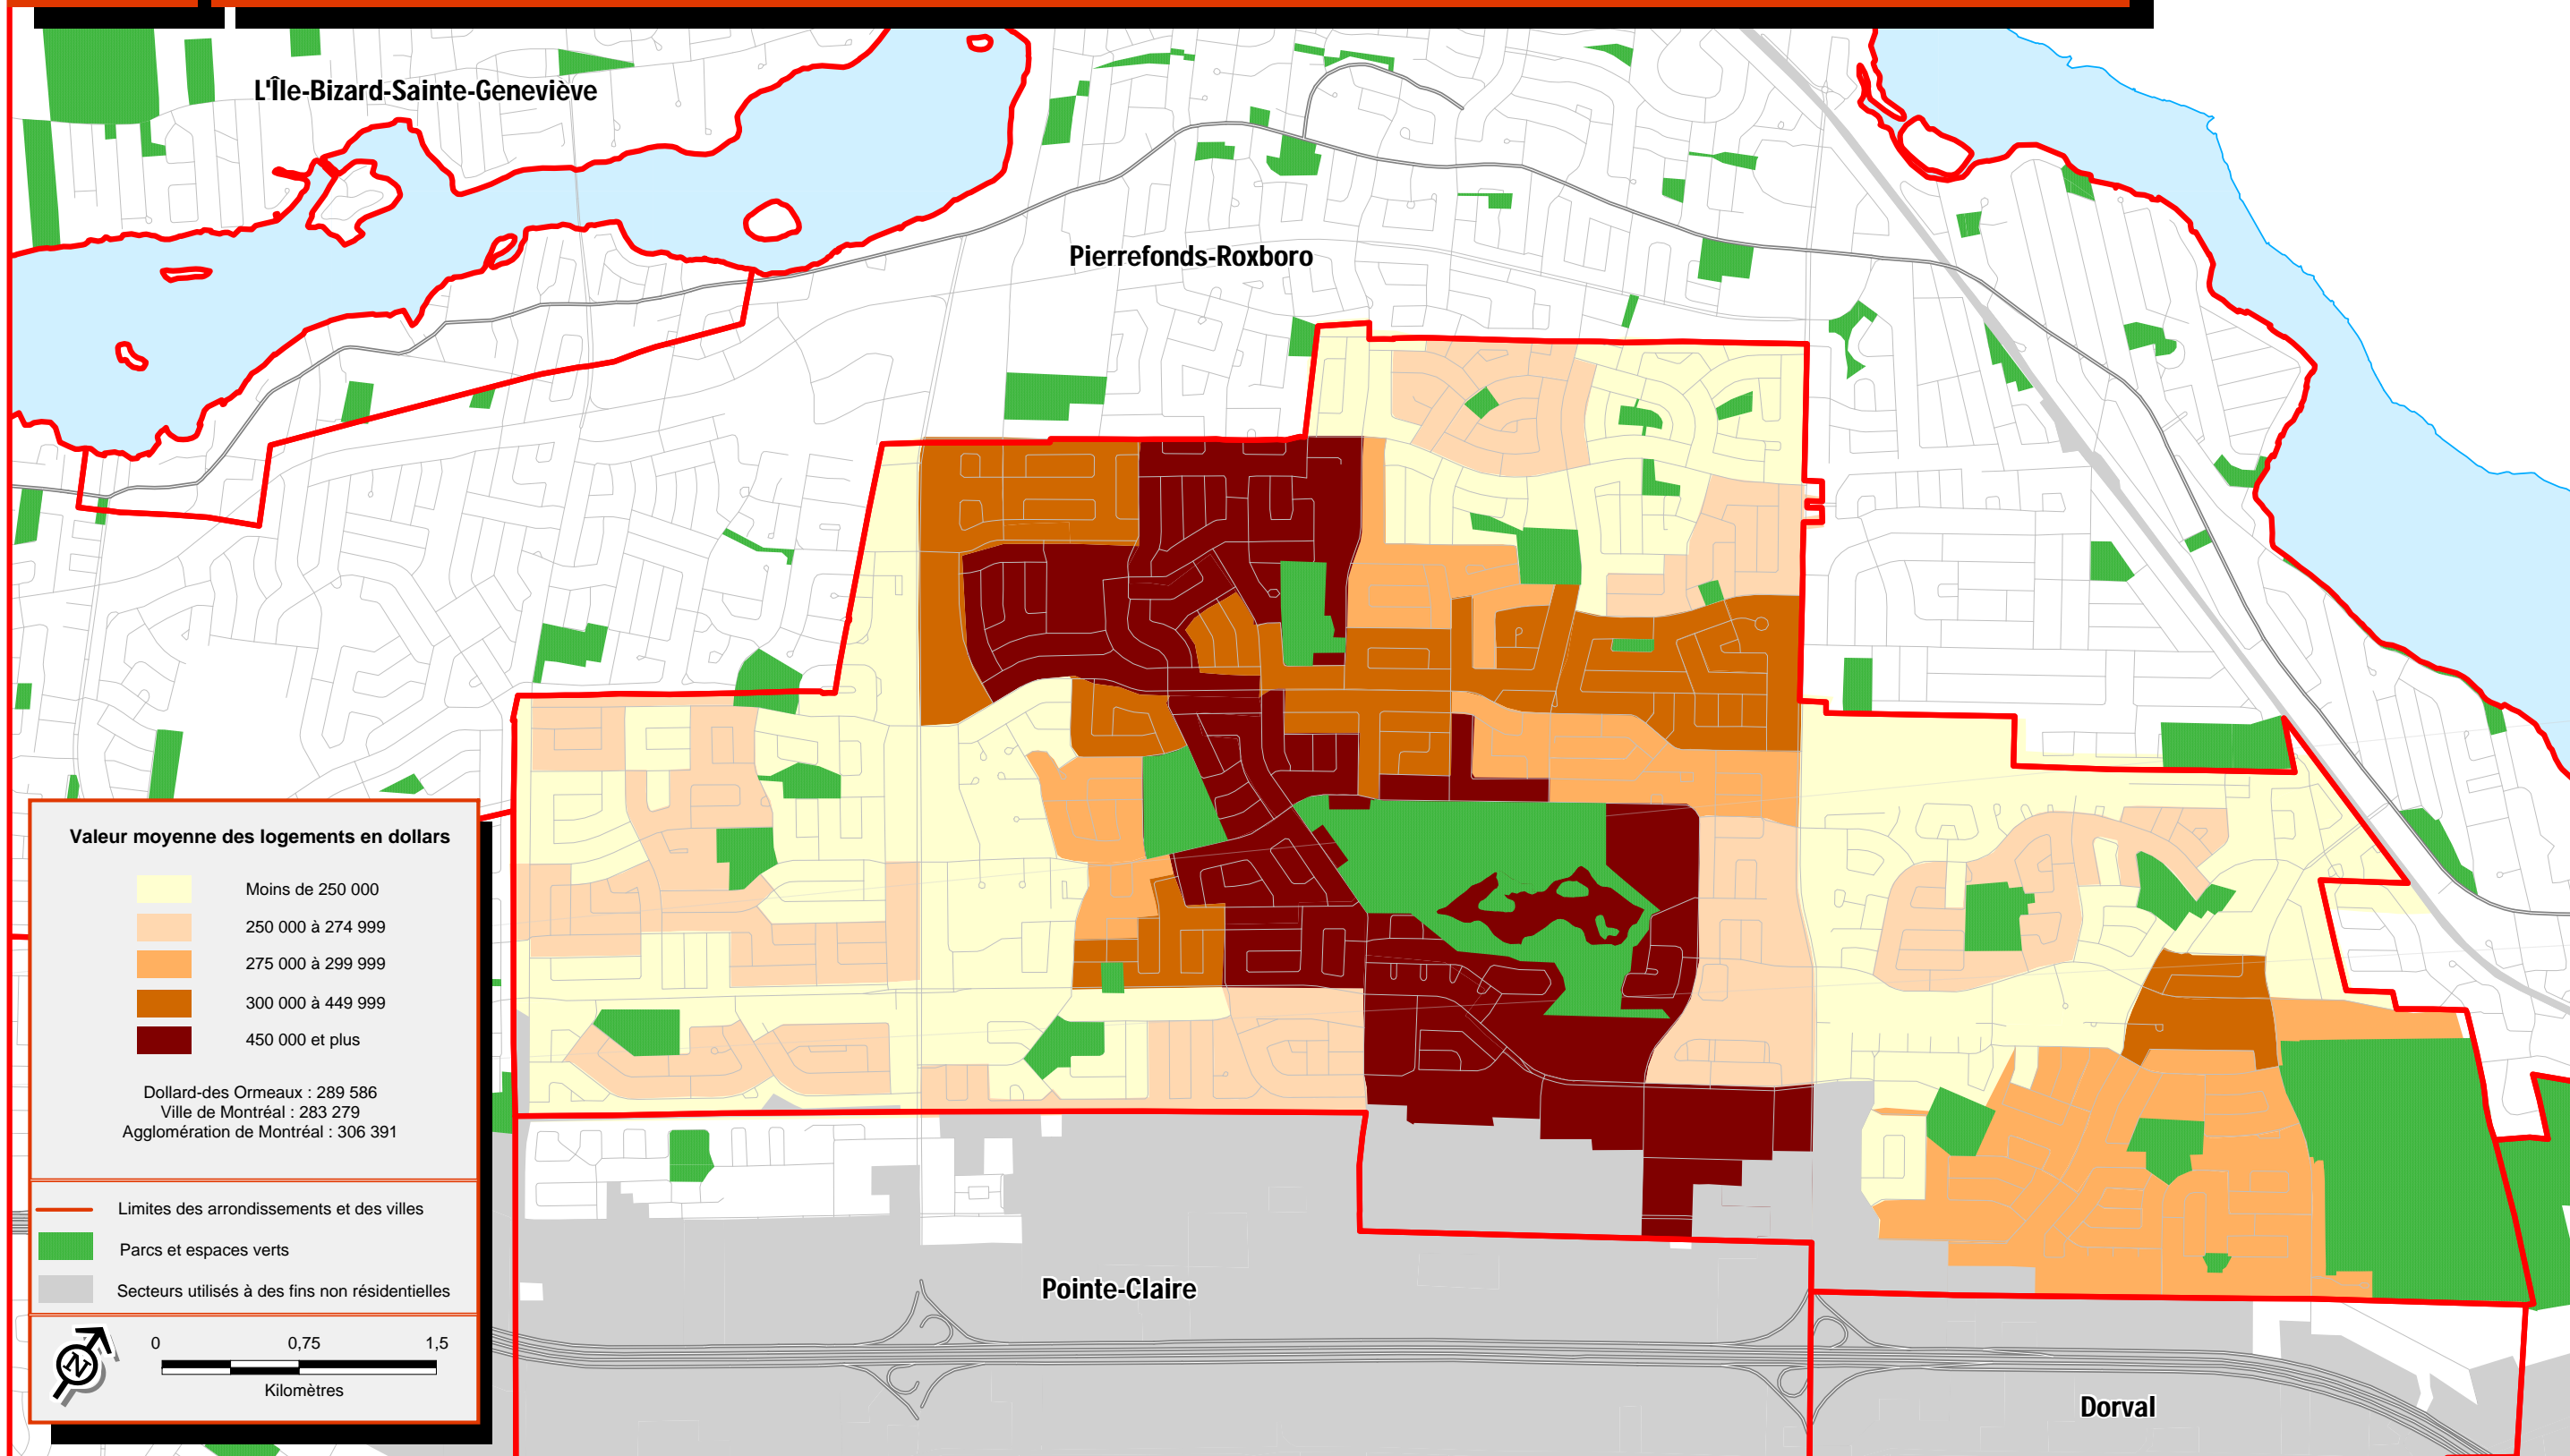 L'Île-Bizard-Sainte-Geneviève
Pierrefonds-Roxboro
Valeur moyenne des logements en dollars
Moins de 250 000
250 000 à 274 999
275 000 à 299 999
300 000 à 449 999
450 000 et plus
Dollard-des Ormeaux : 289 586
Ville de Montréal : 283 279
Agglomération de Montréal : 306 391
Limites des arrondissements et des villes
Parcs et espaces verts
Secteurs utilisés à des fins non résidentielles
N
0 0,75 1,5
Kilomètres
Pointe-Claire
Dorval